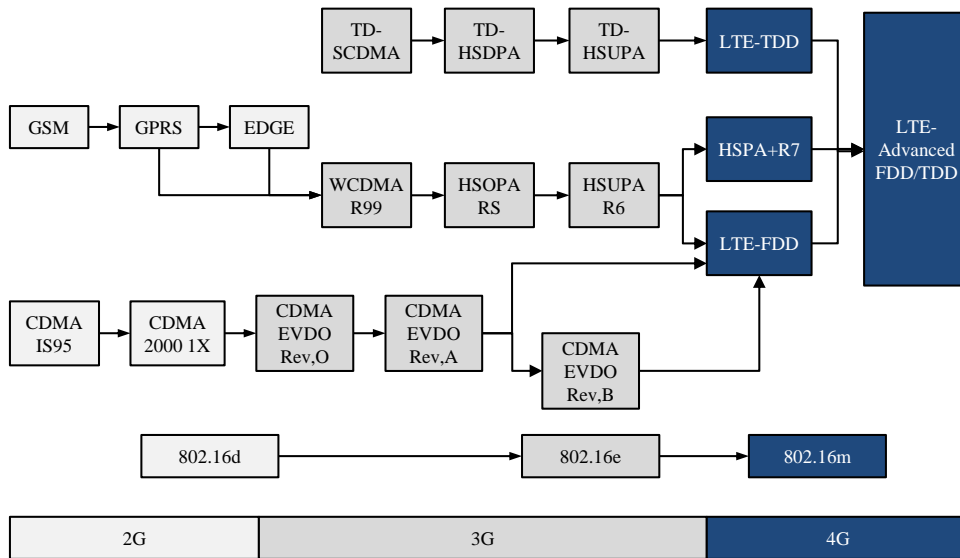 TD-
SCDMA
TD-
HSDPA
TD-
HSUPA
LTE-TDD
GSM
GPRS
EDGE
HSPA+R7
LTE-
Advanced
FDD/TDD
WCDMA
R99
HSOPA
RS
HSUPA
R6
LTE-FDD
CDMA
IS95
CDMA
2000 1X
CDMA
EVDO
Rev,O
CDMA
EVDO
Rev,A
CDMA
EVDO
Rev,B
802.16d
802.16e
802.16m
2G
3G
4G